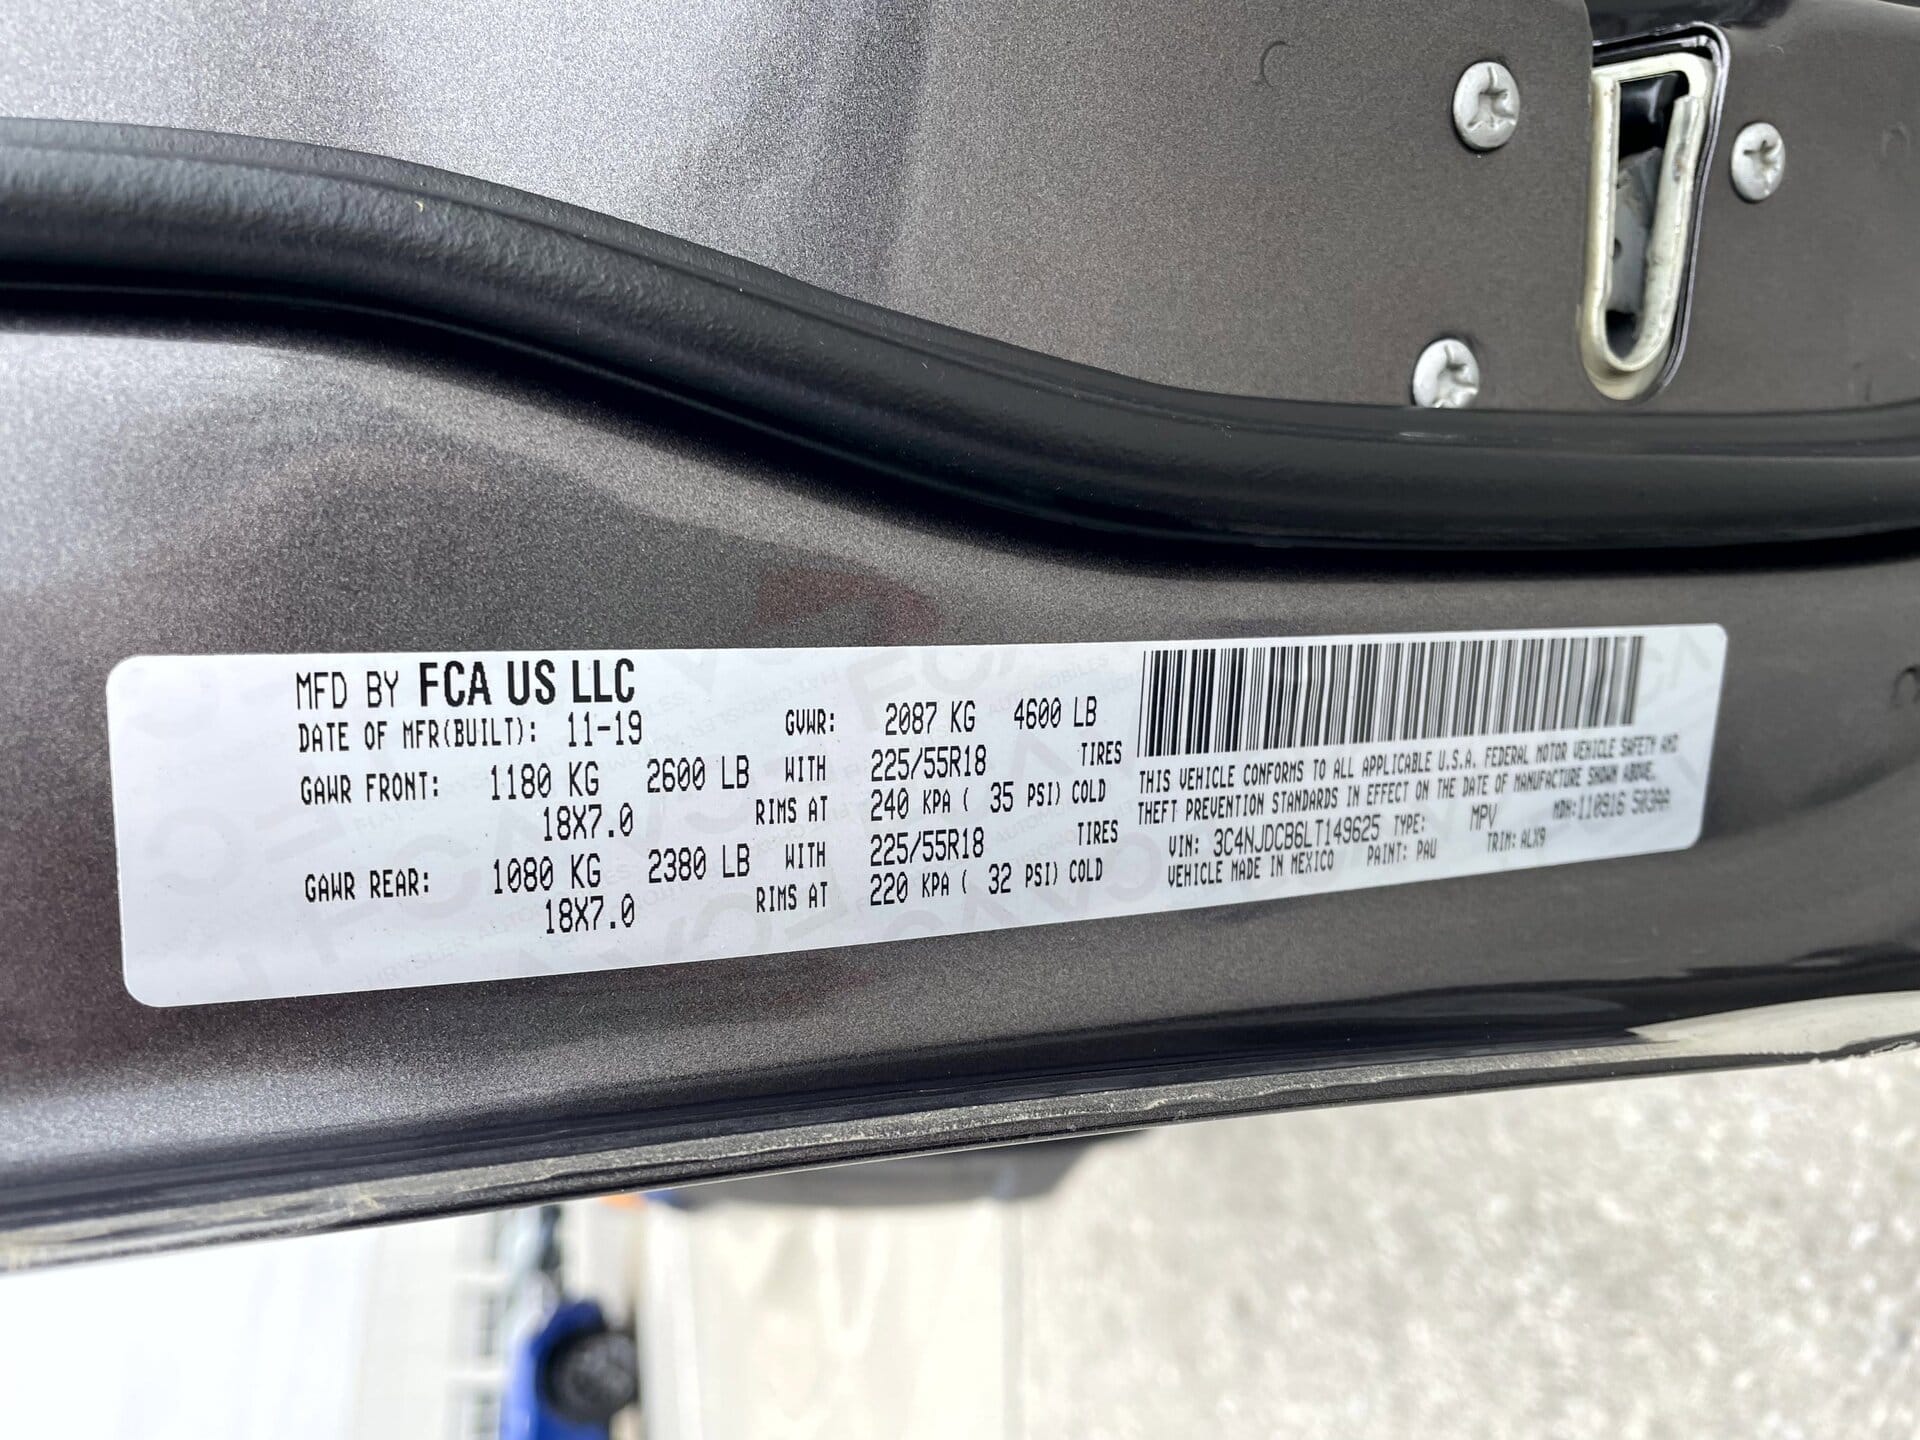 MFD BY FCA US LLC
DATE OF MFR(BUILT): 11-19 GVWR: 2087 KG 4600 LB
GAWR FRONT: 1180 KG 2600 LB WITH 225/55R18 TIRES
18X7.0 RIMS AT 240 KPA ( 35 PSI) COLD
GAWR REAR: 1080 KG 2380 LB WITH 225/55R18 TIRES
18X7.0 RIMS AT 220 KPA ( 32 PSI) COLD
THIS VEHICLE CONFORMS TO ALL APPLICABLE U.S.A. FEDERAL MOTOR VEHICLE SAFETY AND
THEFT PREVENTION STANDARDS IN EFFECT ON THE DATE OF MANUFACTURE SHOWN ABOVE.
VIN: 3C4NJDCB6LT149625 TYPE: MPV MDH:110916 503AA
VEHICLE MADE IN MEXICO PAINT: PAU TRIM: ALX9